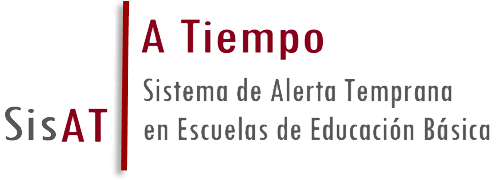 A Tiempo
Sistema de Alerta Temprana
SisAT
en Escuelas de Educación Básica